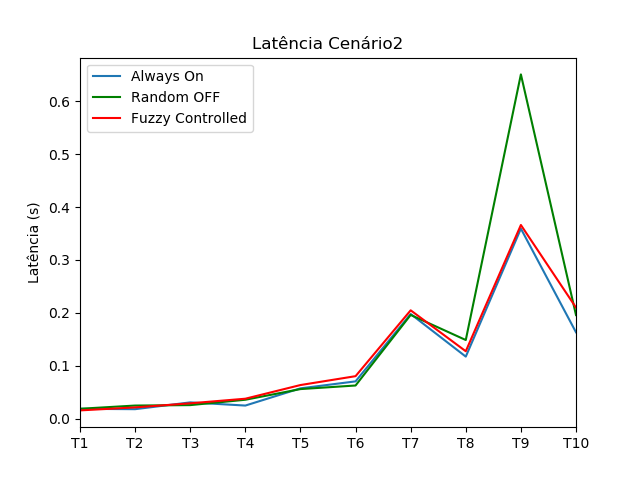 Latência Cenário2
Always On
Random OFF
Fuzzy Controlled
Latência (s)
0.6
0.5
0.4
0.3
0.2
0.1
0.0
T1 T2 T3 T4 T5 T6 T7 T8 T9 T10